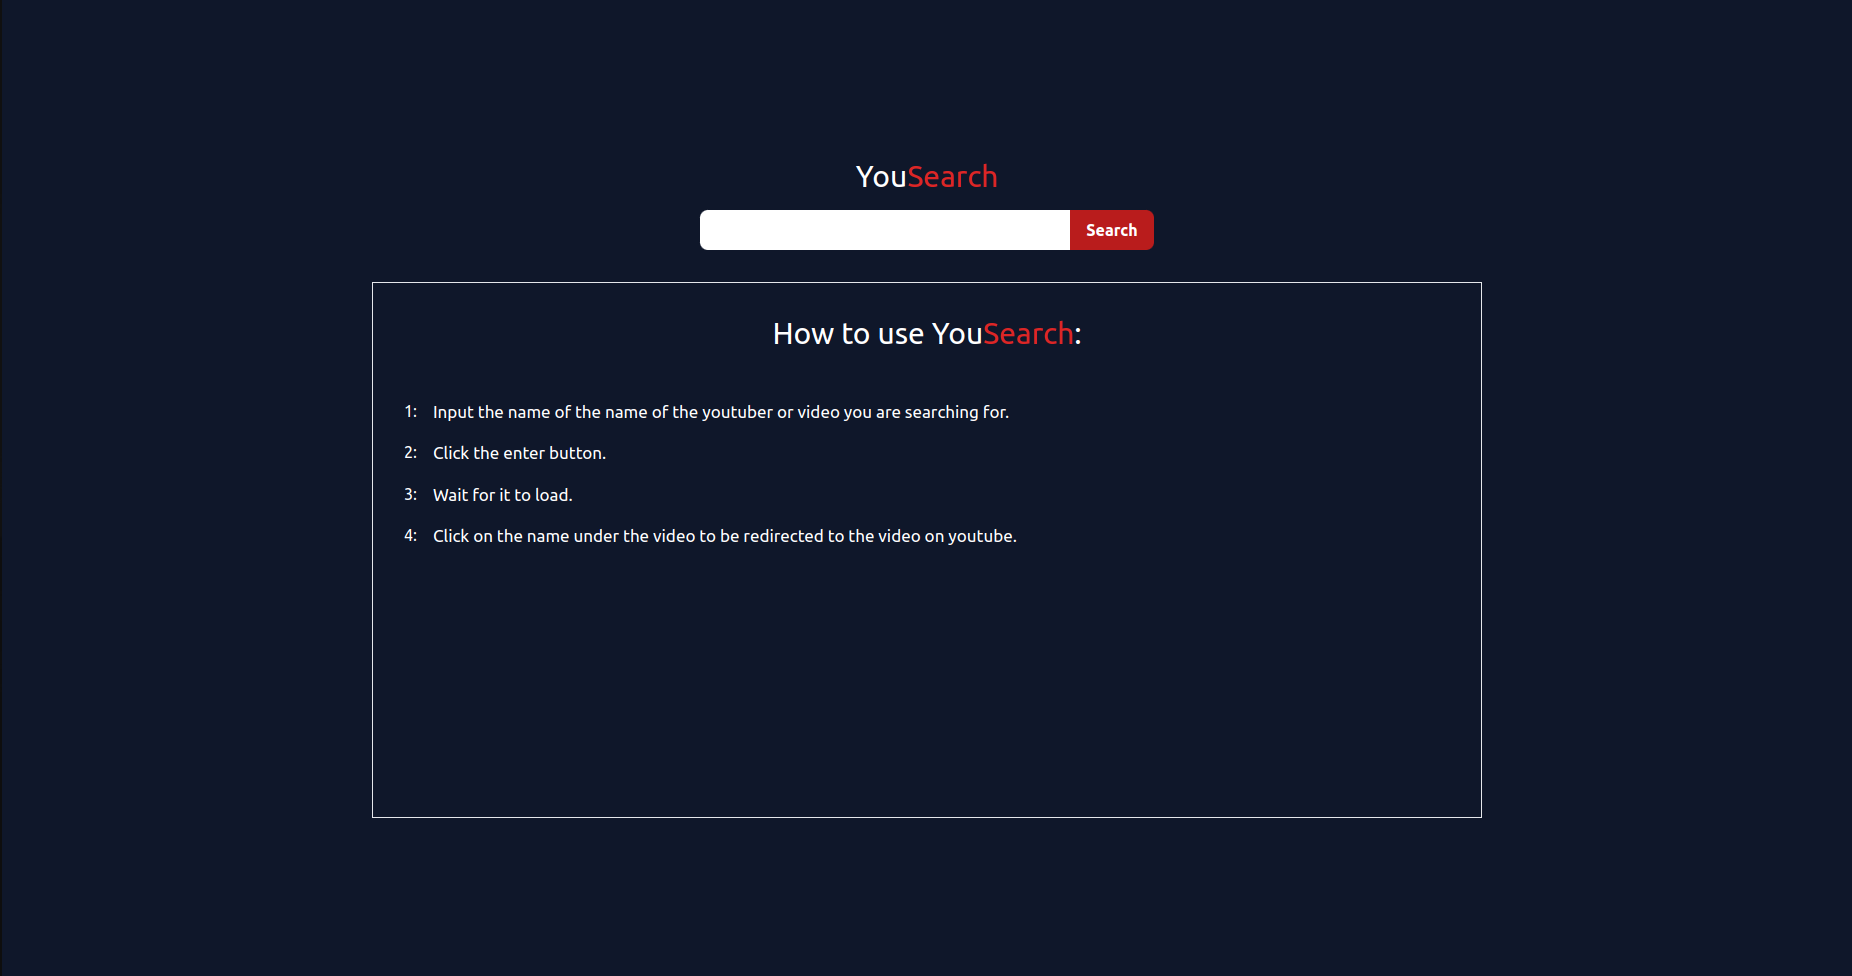 YouSearch
Search
How to use YouSearch:
1: Input the name of the name of the youtuber or video you are searching for.
2: Click the enter button.
3: Wait for it to load.
4: Click on the name under the video to be redirected to the video on youtube.